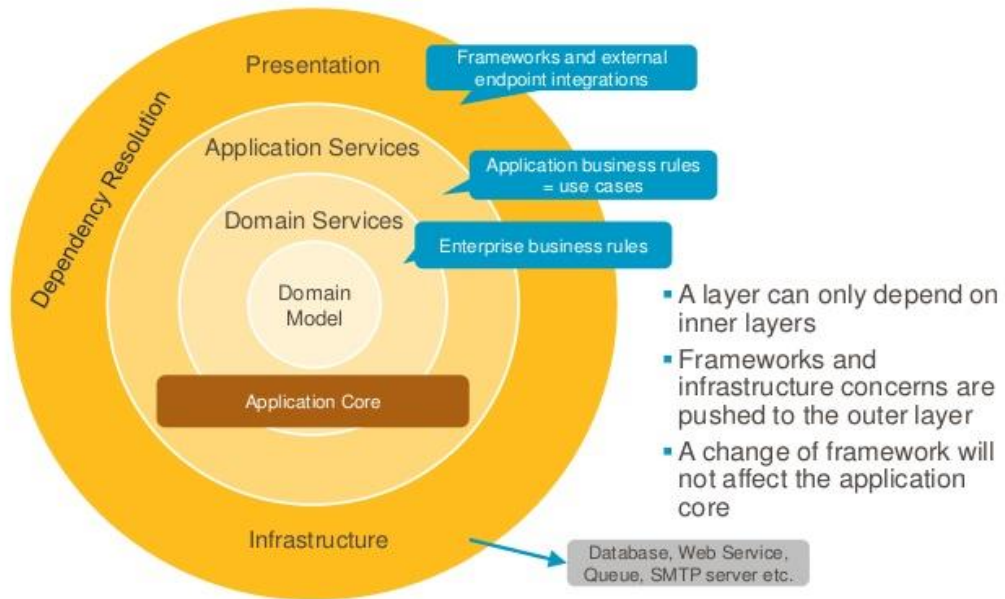 Presentation
Frameworks and external
endpoint integrations
Dependency Resolution
Application Services
Application business rules
= use cases
Domain Services
Enterprise business rules
Domain
Model
Application Core
Infrastructure
Database, Web Service,
Queue, SMTP server etc.
▪ A layer can only depend on
inner layers
▪ Frameworks and
infrastructure concerns are
pushed to the outer layer
▪ A change of framework will
not affect the application
core